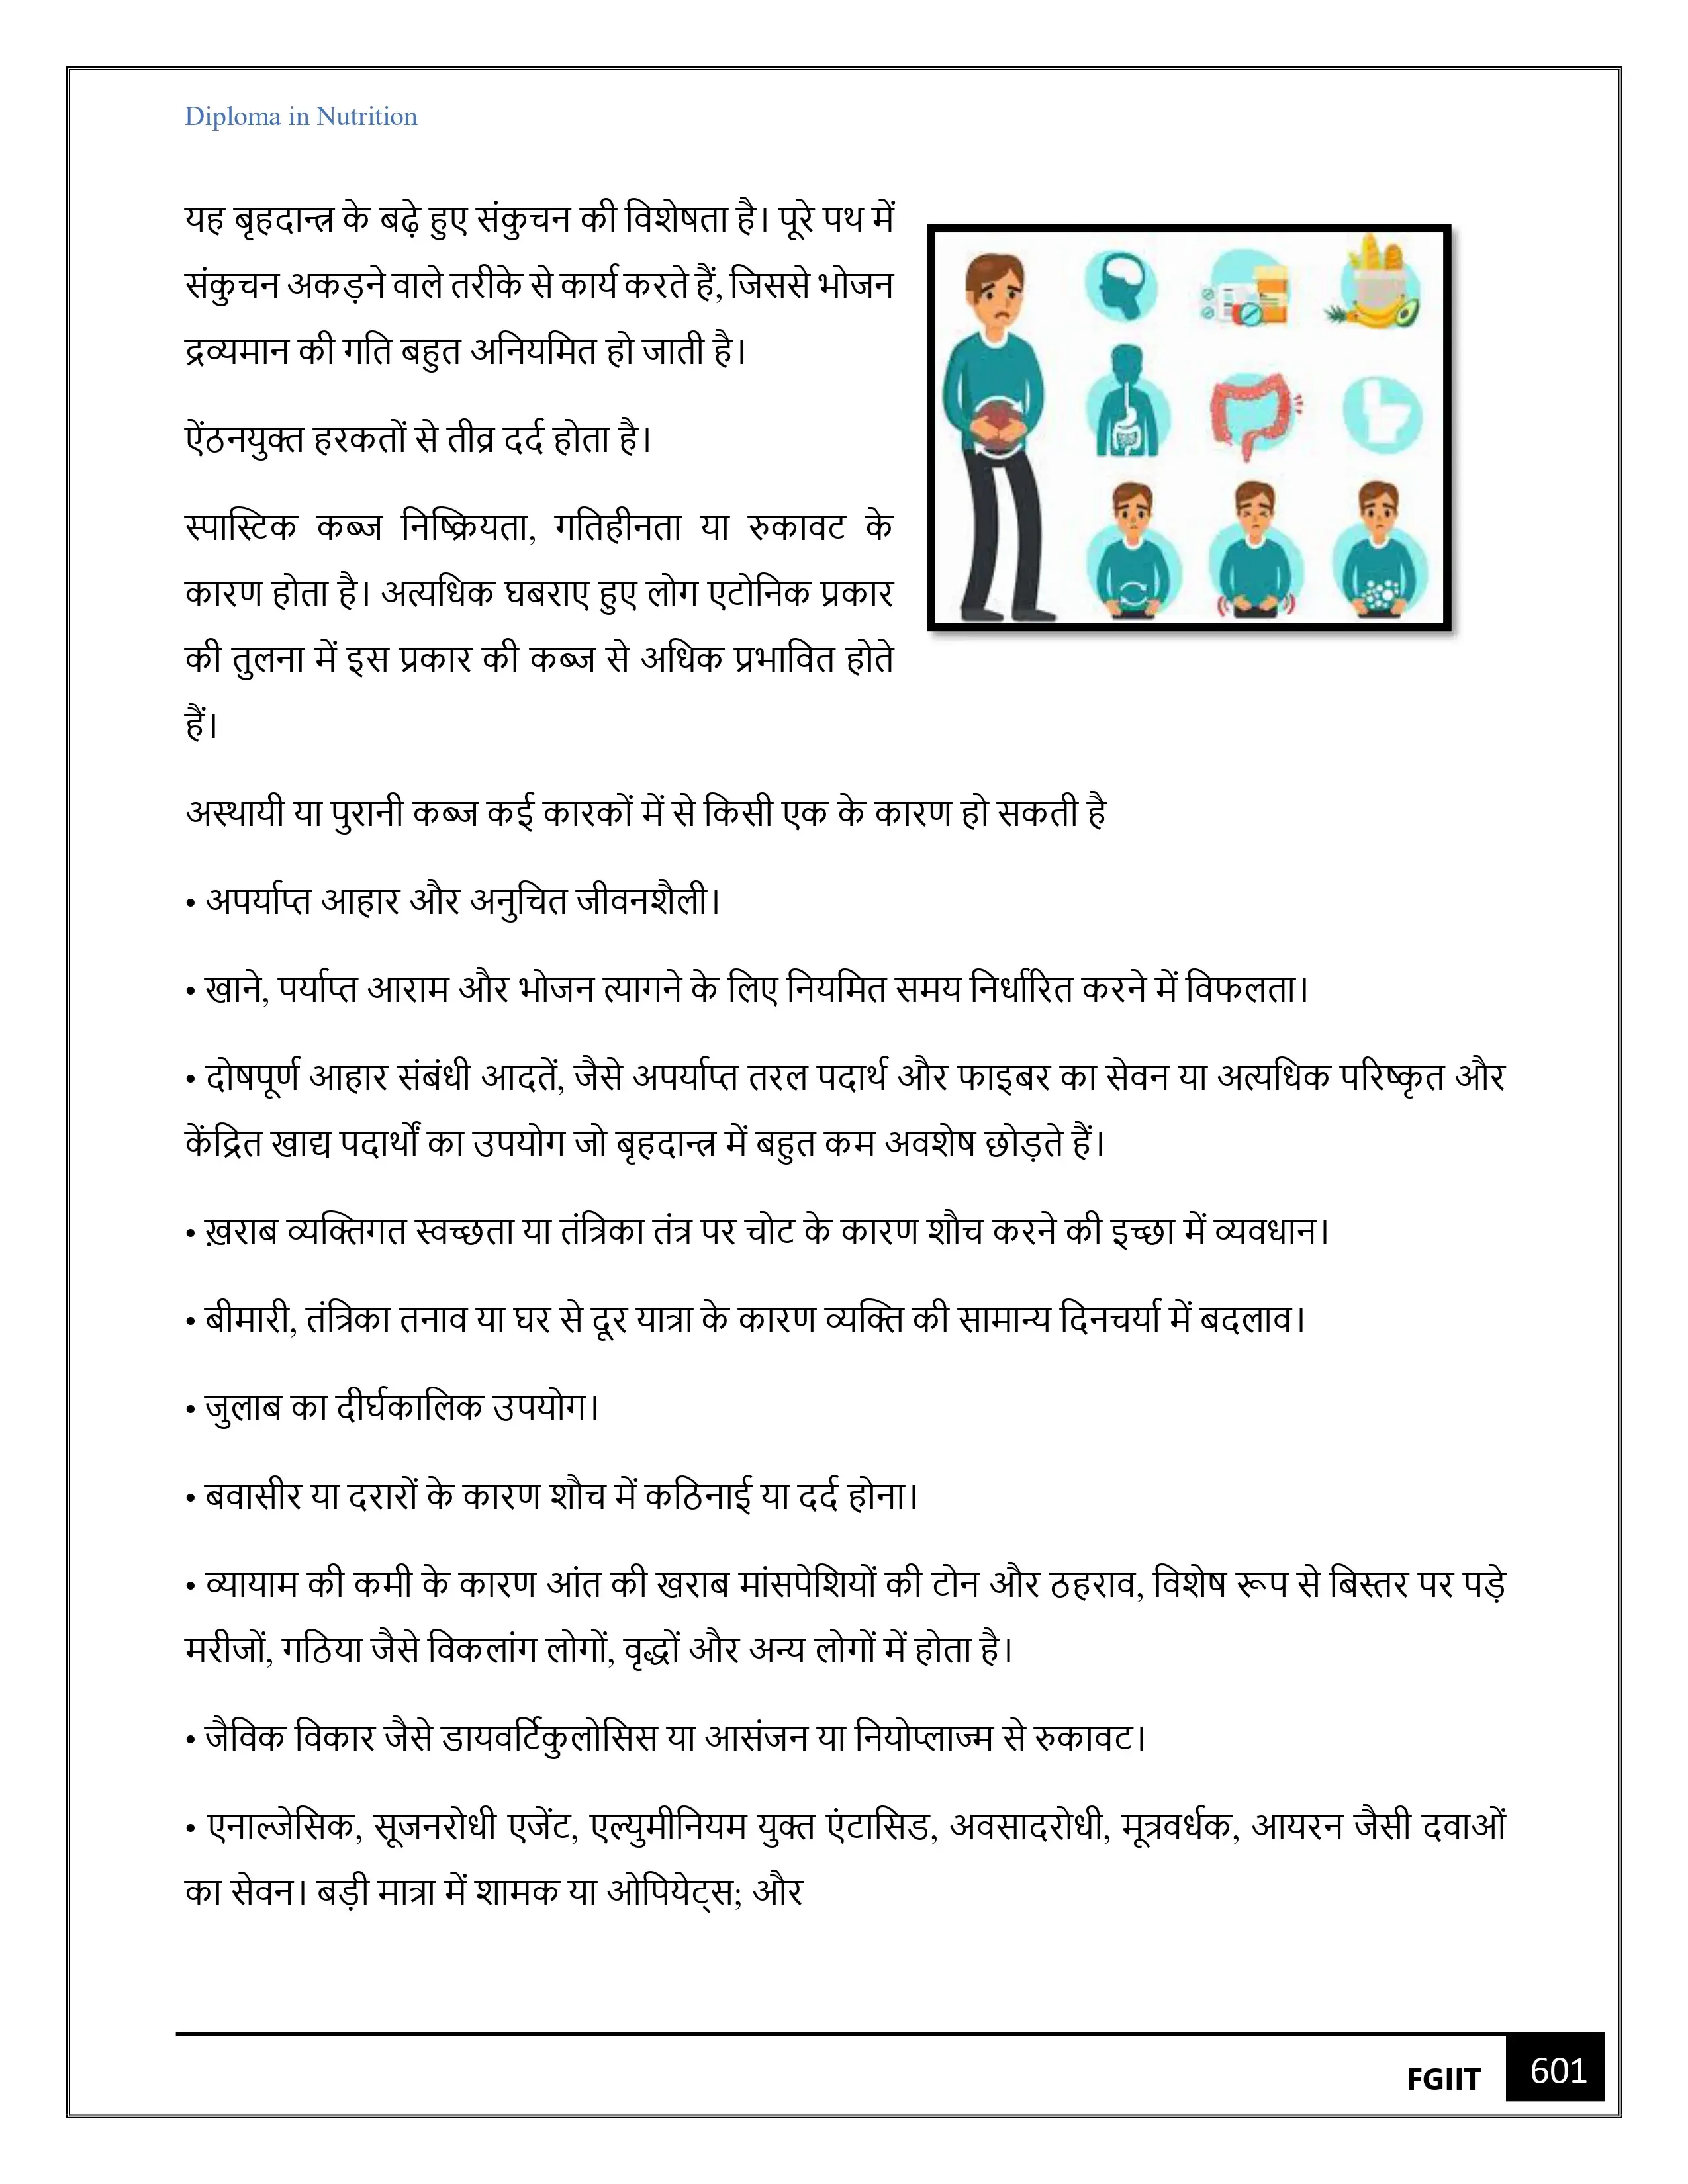 Diploma in Nutrition
यह बृहदान्त्र के बढ़े हुए संकुचन की विशेषता है। पूरे पथ में
संकुचन अकड़ने वाले तरीके से कार्य करते हैं, जिससे भोजन
द्रव्यमान की गति बहुत अनियमित हो जाती है।
ऐंठनयुक्त हरकतों से तीव्र दर्द होता है।
स्पास्टिक कब्ज निष्क्रियता, गतिहीनता या रुकावट के
कारण होता है। अत्यधिक घबराए हुए लोग एटोनिक प्रकार
की तुलना में इस प्रकार की कब्ज से अधिक प्रभावित होते
हैं।
अस्थायी या पुरानी कब्ज कई कारकों में से किसी एक के कारण हो सकती है
• अपर्याप्त आहार और अनुचित जीवनशैली।
• खाने, पर्याप्त आराम और भोजन त्यागने के लिए नियमित समय निर्धारित करने में विफलता।
• दोषपूर्ण आहार संबंधी आदतें, जैसे अपर्याप्त तरल पदार्थ और फाइबर का सेवन या अत्यधिक परिष्कृत और
केंद्रित खाद्य पदार्थों का उपयोग जो बृहदान्त्र में बहुत कम अवशेष छोड़ते हैं।
• ख़राब व्यक्तिगत स्वच्छता या तंत्रिका तंत्र पर चोट के कारण शौच करने की इच्छा में व्यवधान।
• बीमारी, तंत्रिका तनाव या घर से दूर यात्रा के कारण व्यक्ति की सामान्य दिनचर्या में बदलाव।
• जुलाब का दीर्घकालिक उपयोग।
• बवासीर या दरारों के कारण शौच में कठिनाई या दर्द होना।
• व्यायाम की कमी के कारण आंत की खराब मांसपेशियों की टोन और ठहराव, विशेष रूप से बिस्तर पर पड़े
मरीजों, गठिया जैसे विकलांग लोगों, वृद्धों और अन्य लोगों में होता है।
• जैविक विकार जैसे डायवर्टिकुलोसिस या आसंजन या नियोप्लाज्म से रुकावट।
• एनाल्जेसिक, सूजनरोधी एजेंट, एल्युमीनियम युक्त एंटासिड, अवसादरोधी, मूत्रवर्धक, आयरन जैसी दवाओं
का सेवन। बड़ी मात्रा में शामक या ओपियेट्स; और
FGIIT 601